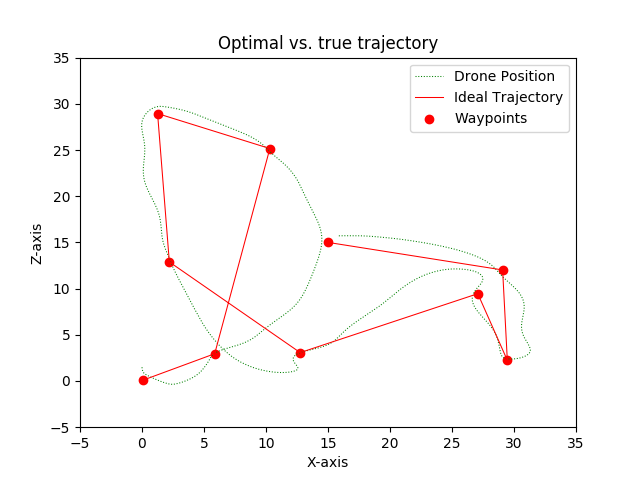 Optimal vs. true trajectory
35
30
25
20
15
10
5
0
−5
Z-axis
Drone Position
Ideal Trajectory
Waypoints
−5 0 5 10 15 20 25 30 35
X-axis